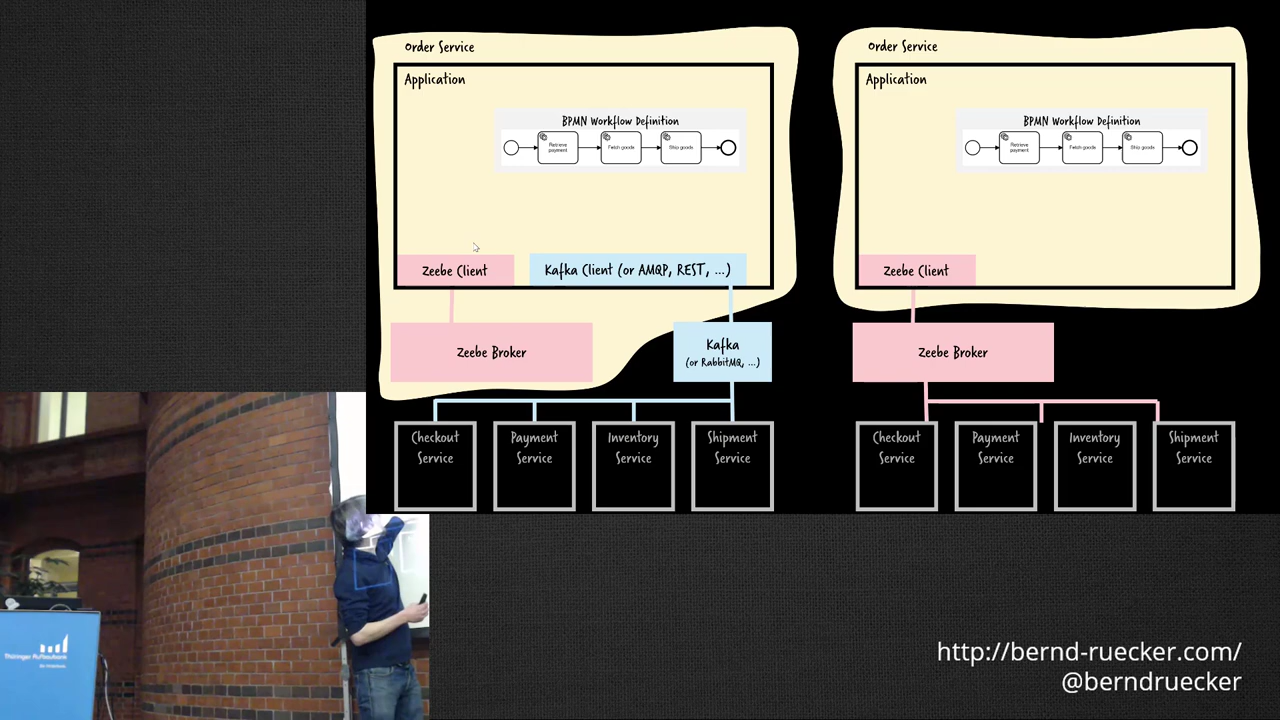 Order Service
Application
BPMN Workflow Definition
Retrieve
payment
Fetch goods
Ship goods
Zeebe Client
Kafka Client (or AMQP, REST, ...)
Zeebe Broker
Kafka
(or RabbitMQ, ...)
Checkout
Service
Payment
Service
Inventory
Service
Shipment
Service
Order Service
Application
BPMN Workflow Definition
Retrieve
payment
Fetch goods
Ship goods
Zeebe Client
Zeebe Broker
Checkout
Service
Payment
Service
Inventory
Service
Shipment
Service
http://bernd-ruecker.com/
@berndruecker